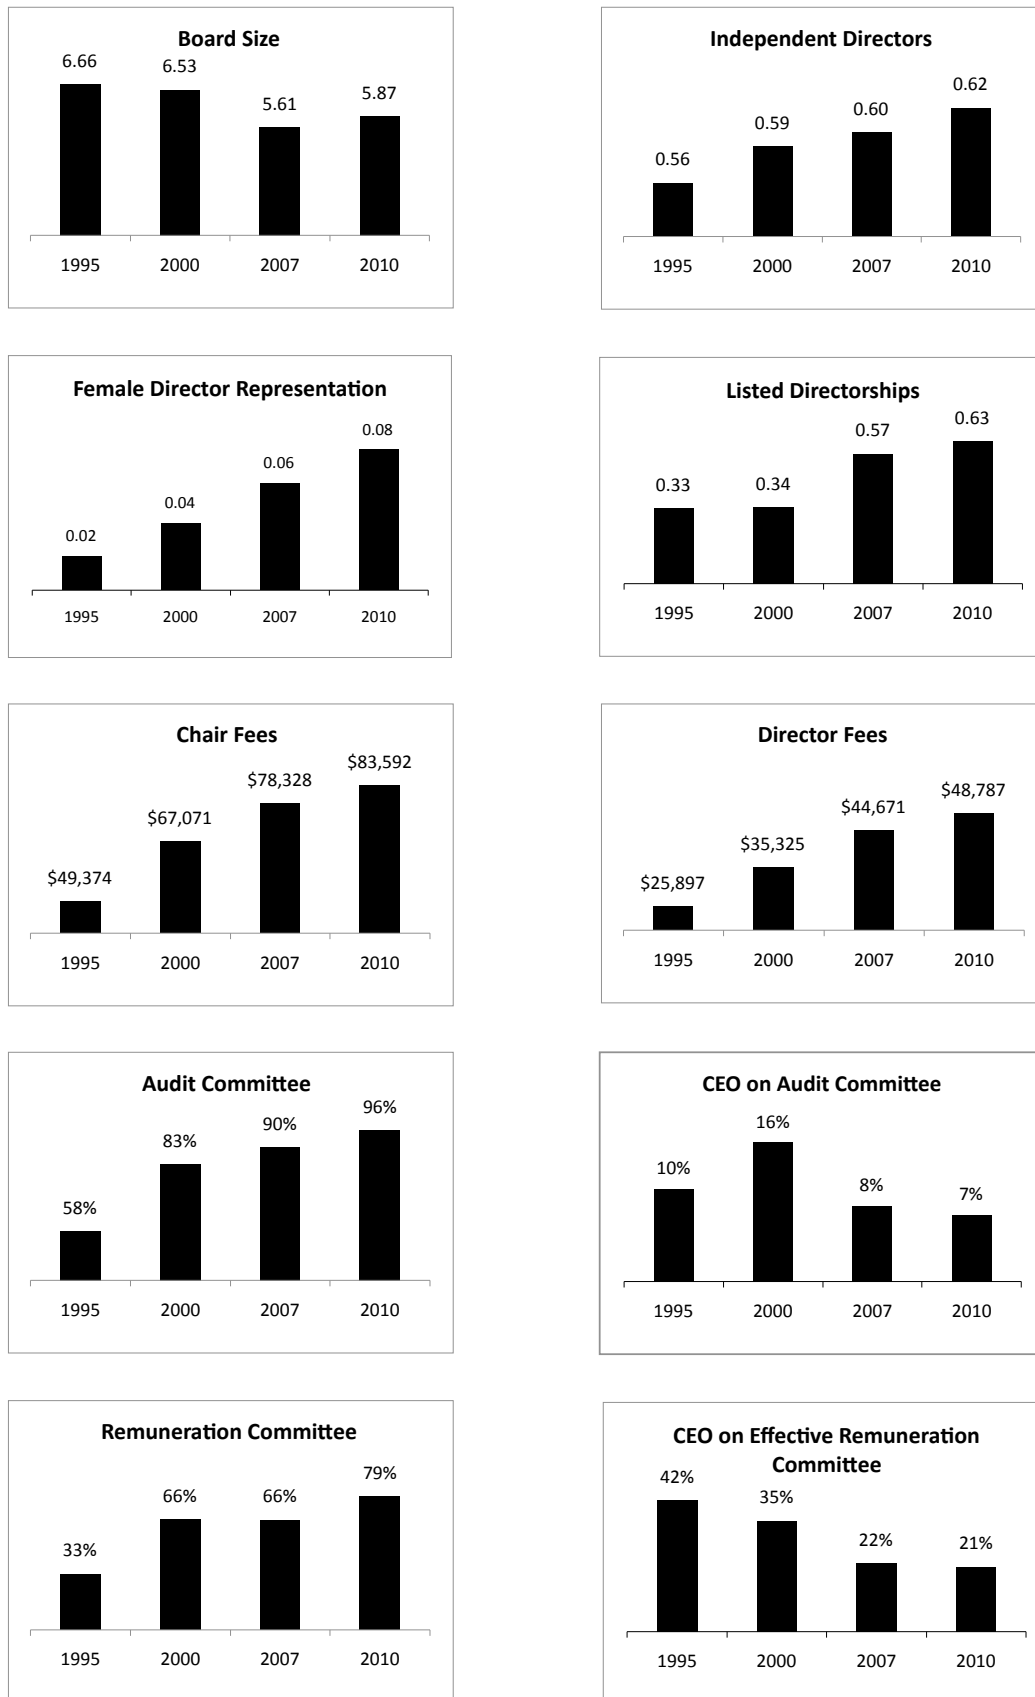 Board Size
6.66
6.53
5.61
5.87
1995 2000 2007 2010
Independent Directors
0.56
0.59
0.60
0.62
1995 2000 2007 2010
Female Director Representation
0.02
0.04
0.06
0.08
1995 2000 2007 2010
Listed Directorships
0.33
0.34
0.57
0.63
1995 2000 2007 2010
Chair Fees
$49,374
$67,071
$78,328
$83,592
1995 2000 2007 2010
Director Fees
$25,897
$35,325
$44,671
$48,787
1995 2000 2007 2010
Audit Committee
58%
83%
90%
96%
1995 2000 2007 2010
CEO on Audit Committee
10%
16%
8%
7%
1995 2000 2007 2010
Remuneration Committee
33%
66%
66%
79%
1995 2000 2007 2010
CEO on Effective Remuneration
Committee
42%
35%
22%
21%
1995 2000 2007 2010